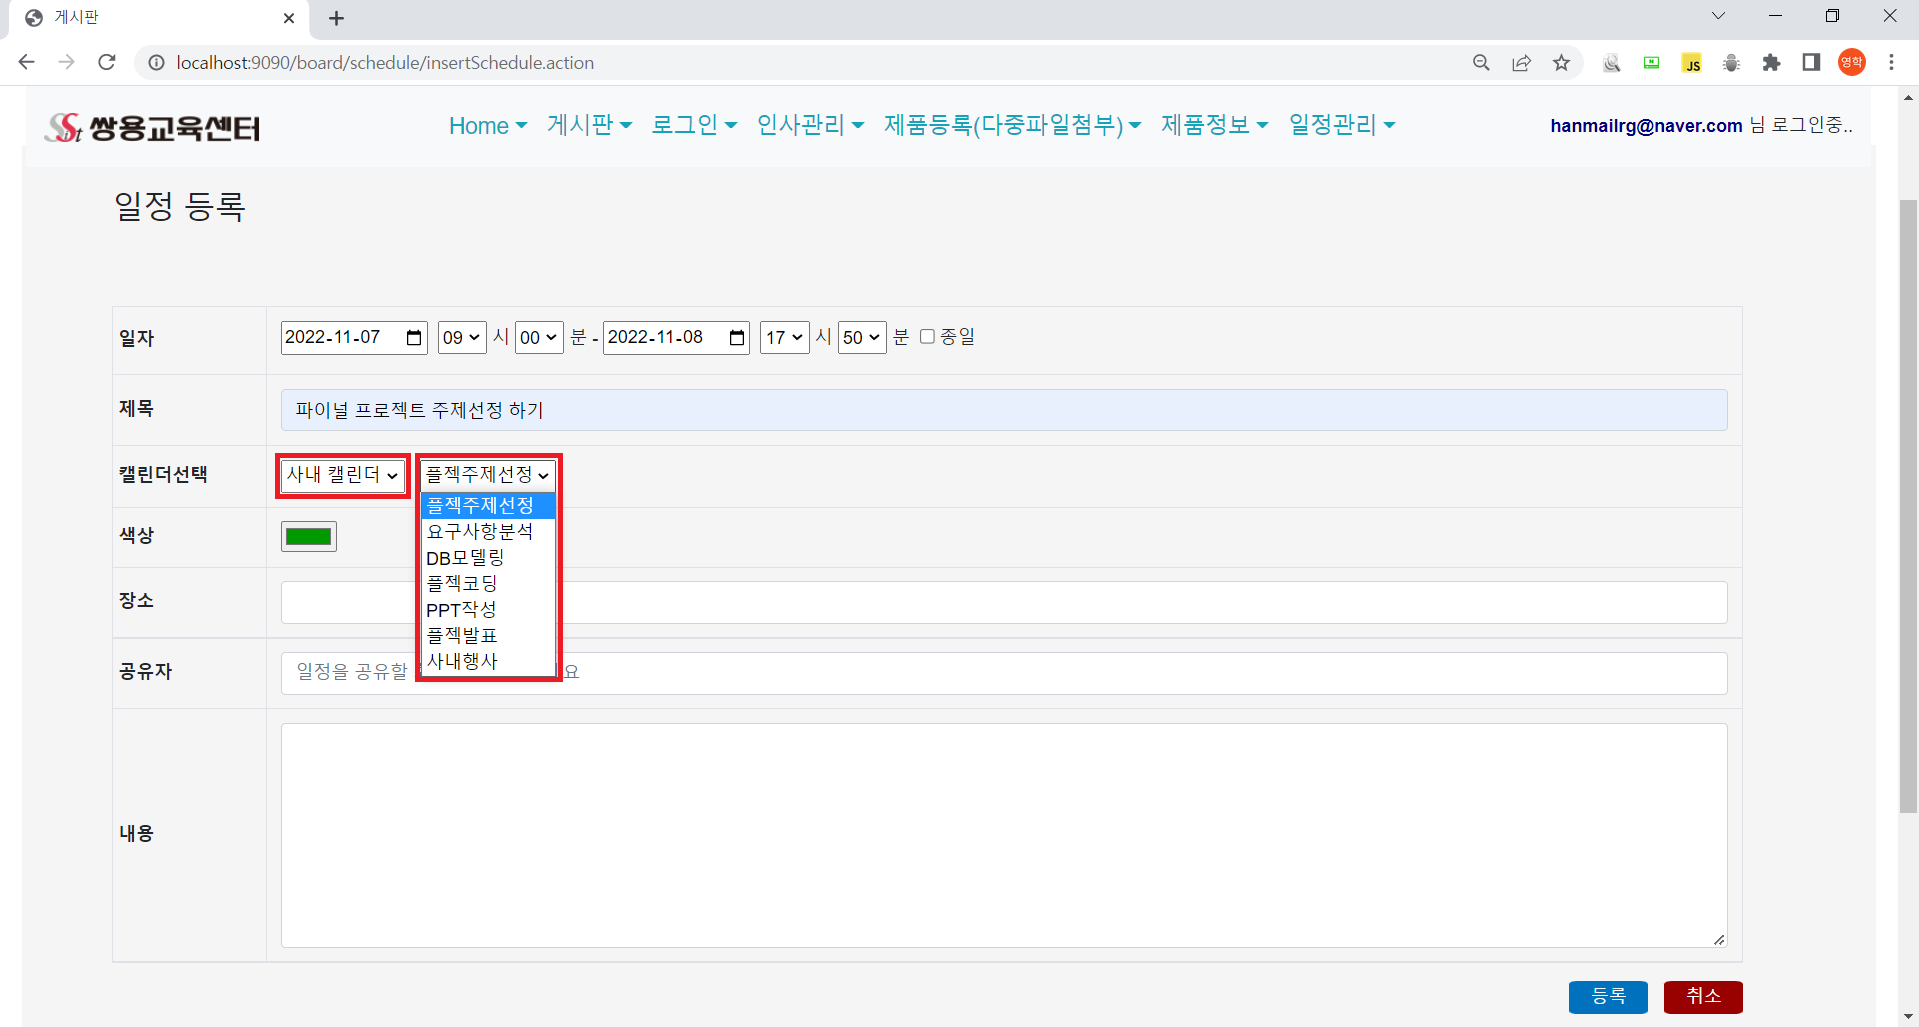 게시판
localhost:9090/board/schedule/insertSchedule.action
JS
영학
Sist 쌍용교육센터
Home 게시판 로그인 인사관리 제품등록(다중파일첨부) 제품정보 일정관리
hanmailrg@naver.com 님 로그인중..
일정 등록
일자 2022-11-07 09 시 00 분 - 2022-11-08 17 시 50 분 종일
제목 파이널 프로젝트 주제선정 하기
캘린더선택 사내 캘린더 플젝주제선정
플젝주제선정
요구사항분석
DB모델링
플젝코딩
PPT작성
플젝발표
사내행사
색상
장소
공유자 일정을 공유할 요
내용
등록 취소